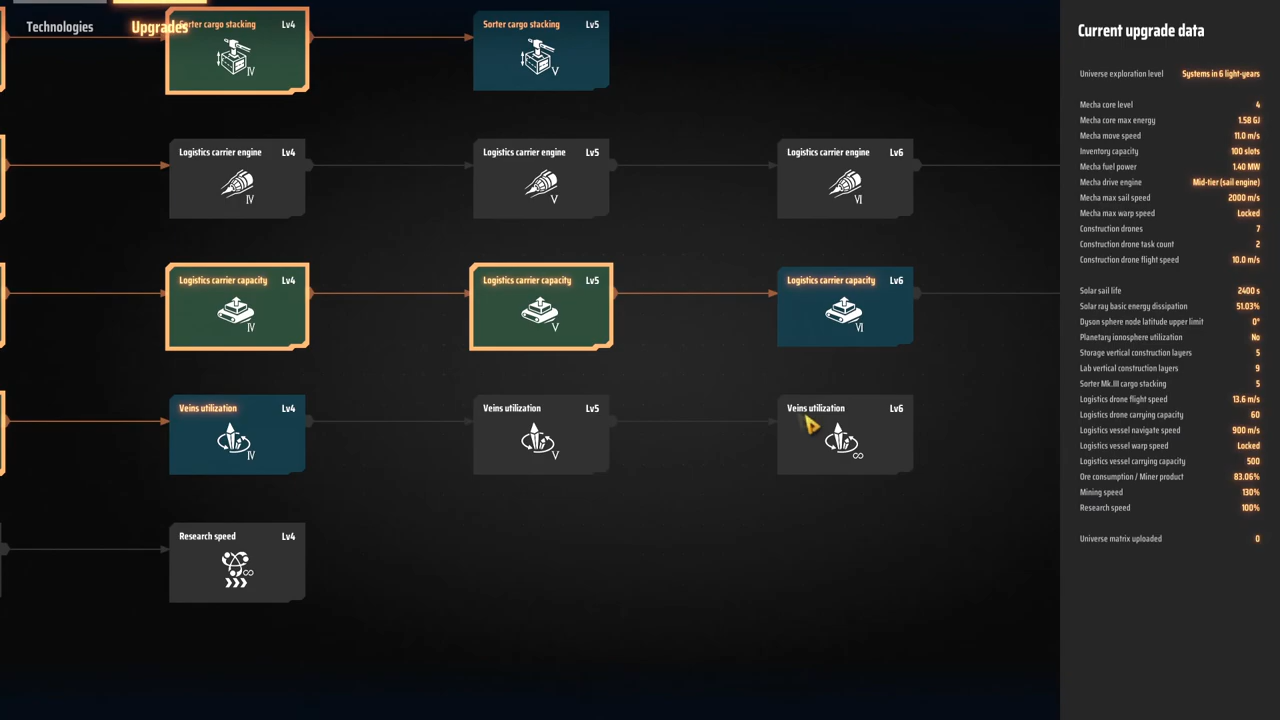 Technologies
Upgrades
Sorter cargo stacking Lv4
IV
Sorter cargo stacking Lv5
V
Logistics carrier engine Lv4
IV
Logistics carrier engine Lv5
V
Logistics carrier engine Lv6
VI
Logistics carrier capacity Lv4
IV
Logistics carrier capacity Lv5
V
Logistics carrier capacity Lv6
VI
Veins utilization Lv4
IV
Veins utilization Lv5
V
Veins utilization Lv6
∞
Research speed Lv4
∞
Current upgrade data
Universe exploration level Systems in 6 light-years
Mecha core level 4
Mecha core max energy 1.58 GJ
Mecha move speed 11.0 m/s
Inventory capacity 100 slots
Mecha fuel power 1.40 MW
Mecha drive engine Mid-tier (sail engine)
Mecha max sail speed 2000 m/s
Mecha max warp speed Locked
Construction drones 7
Construction drone task count 2
Construction drone flight speed 10.0 m/s
Solar sail life 2400 s
Solar ray basic energy dissipation 51.03%
Dyson sphere node latitude upper limit 0°
Planetary ionosphere utilization No
Storage vertical construction layers 5
Lab vertical construction layers 9
Sorter Mk.III cargo stacking 5
Logistics drone flight speed 13.6 m/s
Logistics drone carrying capacity 60
Logistics vessel navigate speed 900 m/s
Logistics vessel warp speed Locked
Logistics vessel carrying capacity 500
Ore consumption / Miner product 83.06%
Mining speed 130%
Research speed 100%
Universe matrix uploaded 0